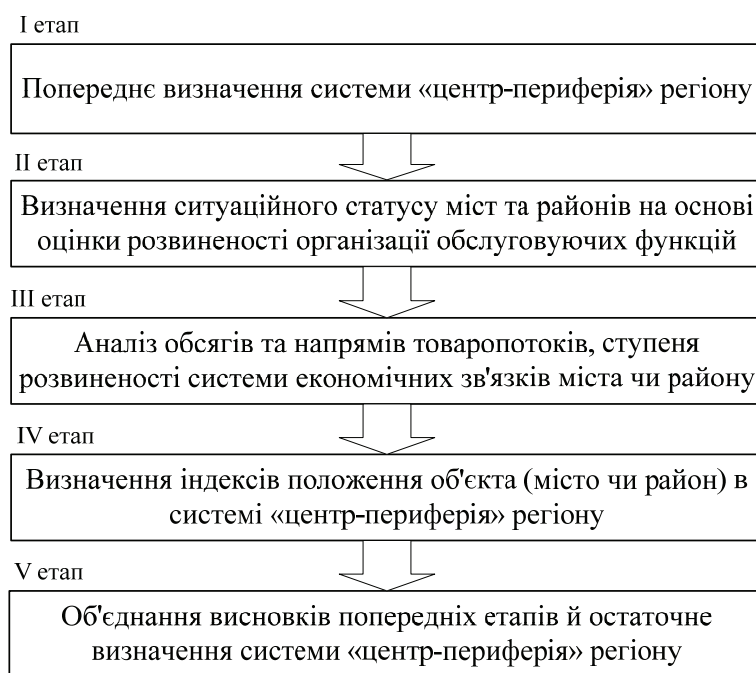 І етап
Попереднє визначення системи «центр-периферія» регіону
ІІ етап
Визначення ситуаційного статусу міст та районів на основі
оцінки розвиненості організації обслуговуючих функцій
ІІІ етап
Аналіз обсягів та напрямів товаропотоків, ступеня
розвиненості системи економічних зв'язків міста чи району
IV етап
Визначення індексів положення об'єкта (місто чи район) в
системі «центр-периферія» регіону
V етап
Об'єднання висновків попередніх етапів й остаточне
визначення системи «центр-периферія» регіону